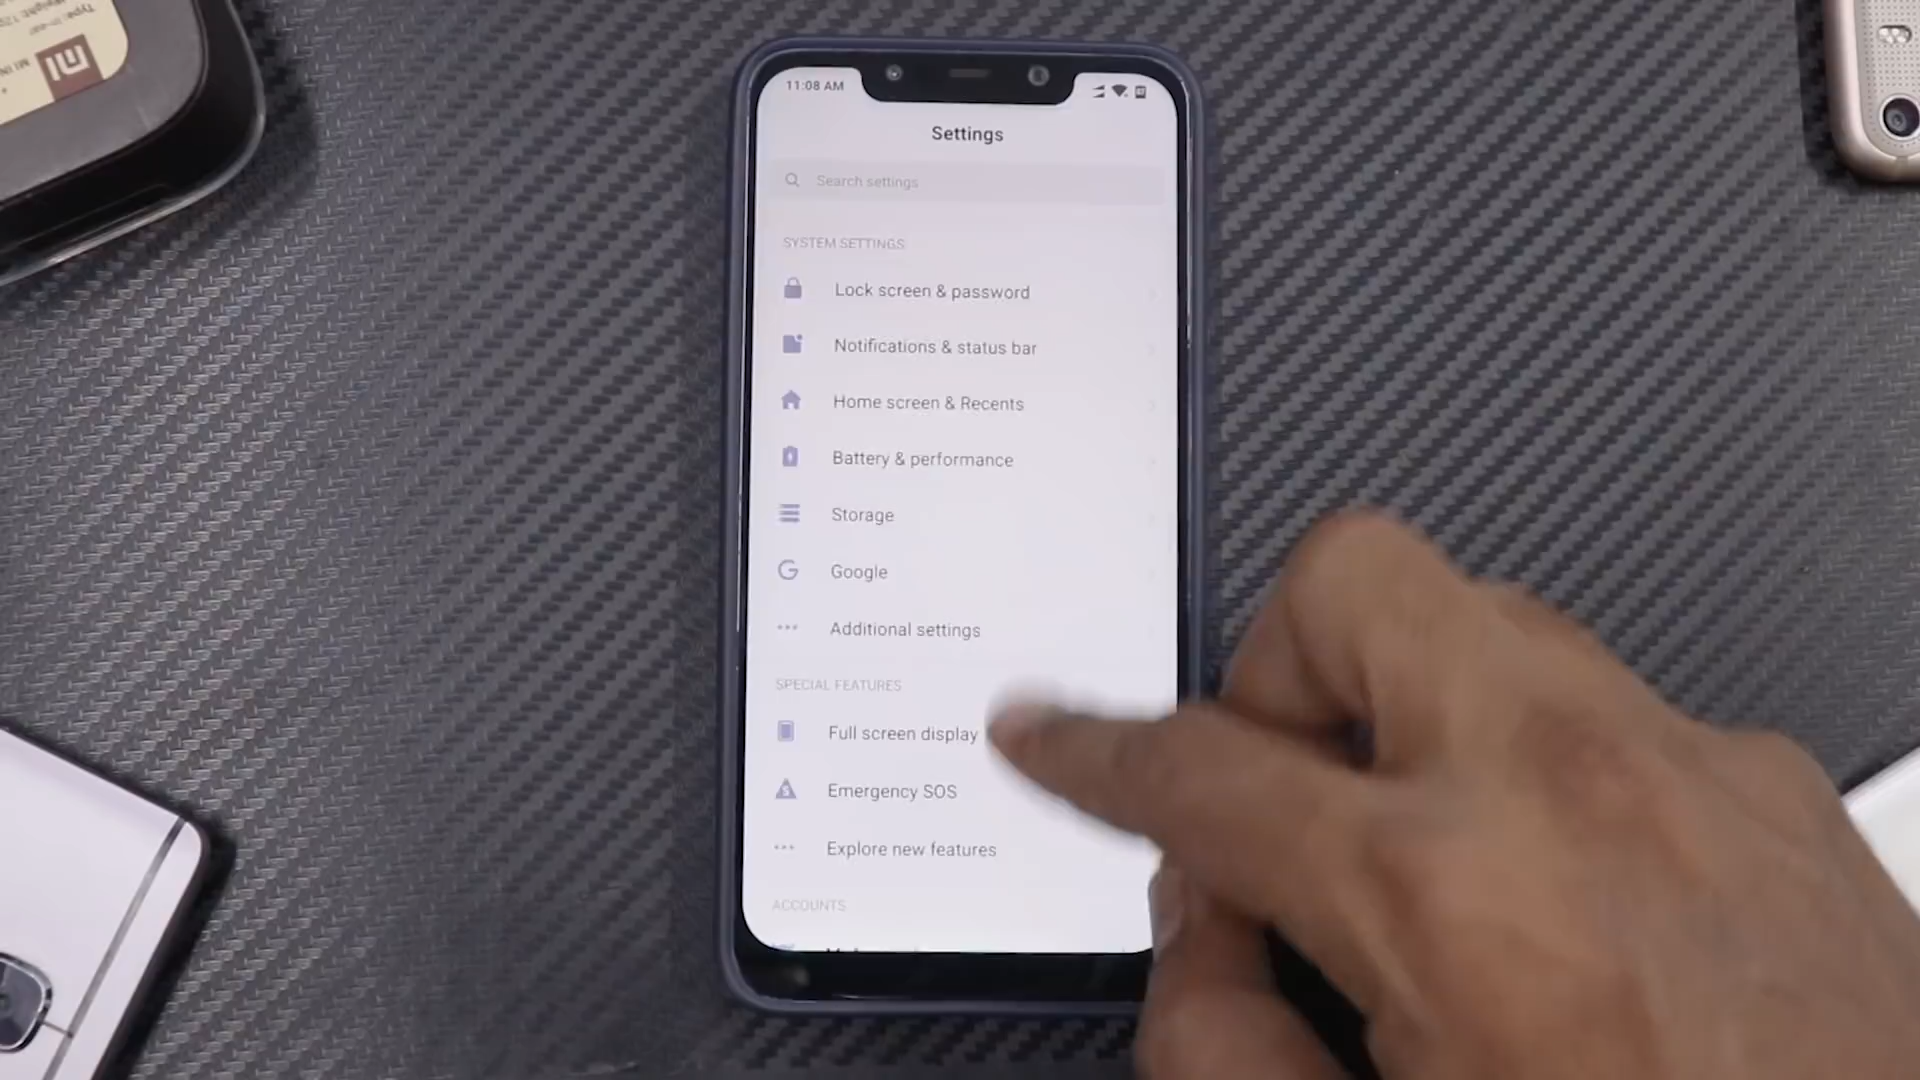 11:08 AM
Settings
Search settings
SYSTEM SETTINGS
Lock screen & password
Notifications & status bar
Home screen & Recents
Battery & performance
Storage
Google
Additional settings
SPECIAL FEATURES
Full screen display
Emergency SOS
Explore new features
ACCOUNTS
MI